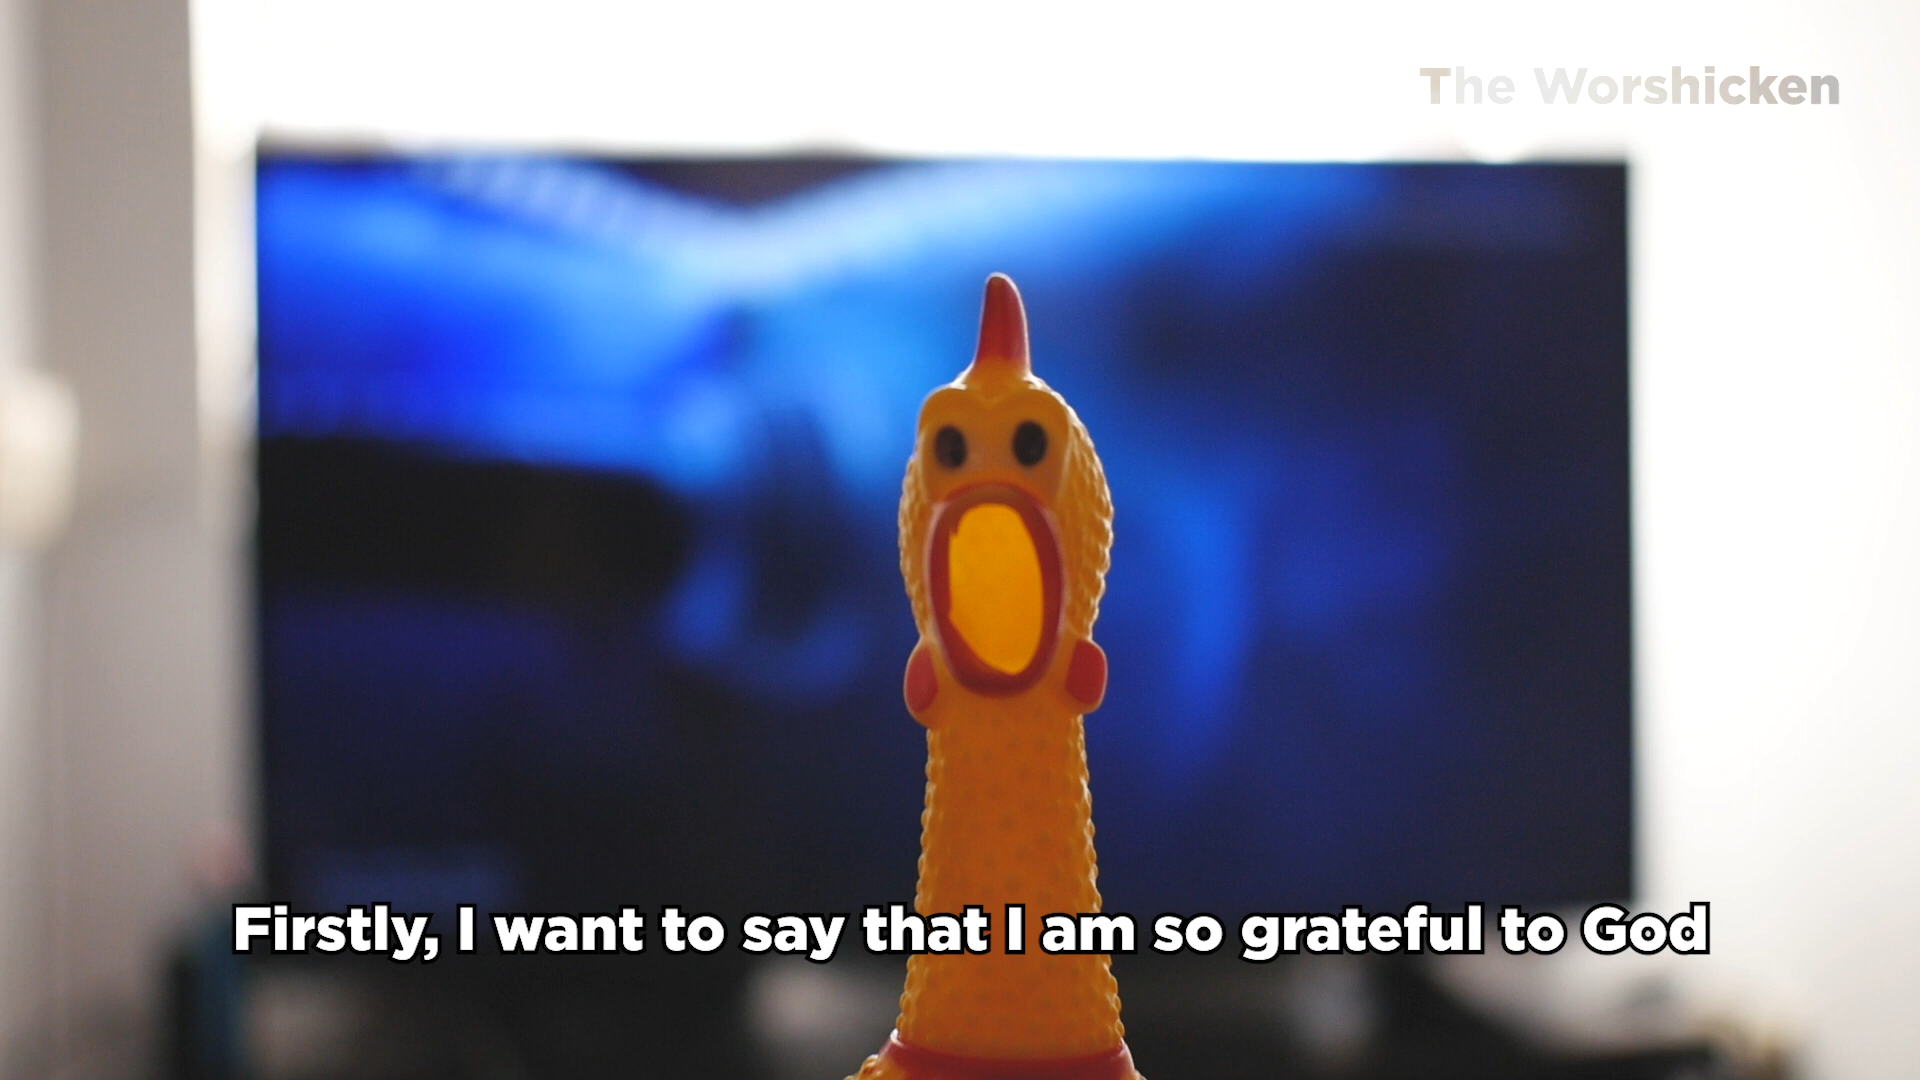 The Worshicken
Firstly, I want to say that I am so grateful to God